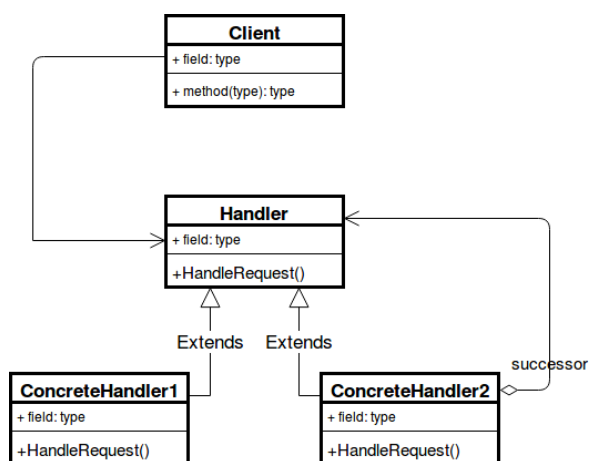 Client
+ field: type
+ method(type): type
Handler
+ field: type
+HandleRequest()
Extends Extends
successor
ConcreteHandler1 ConcreteHandler2
+ field: type + field: type
+HandleRequest() +HandleRequest()